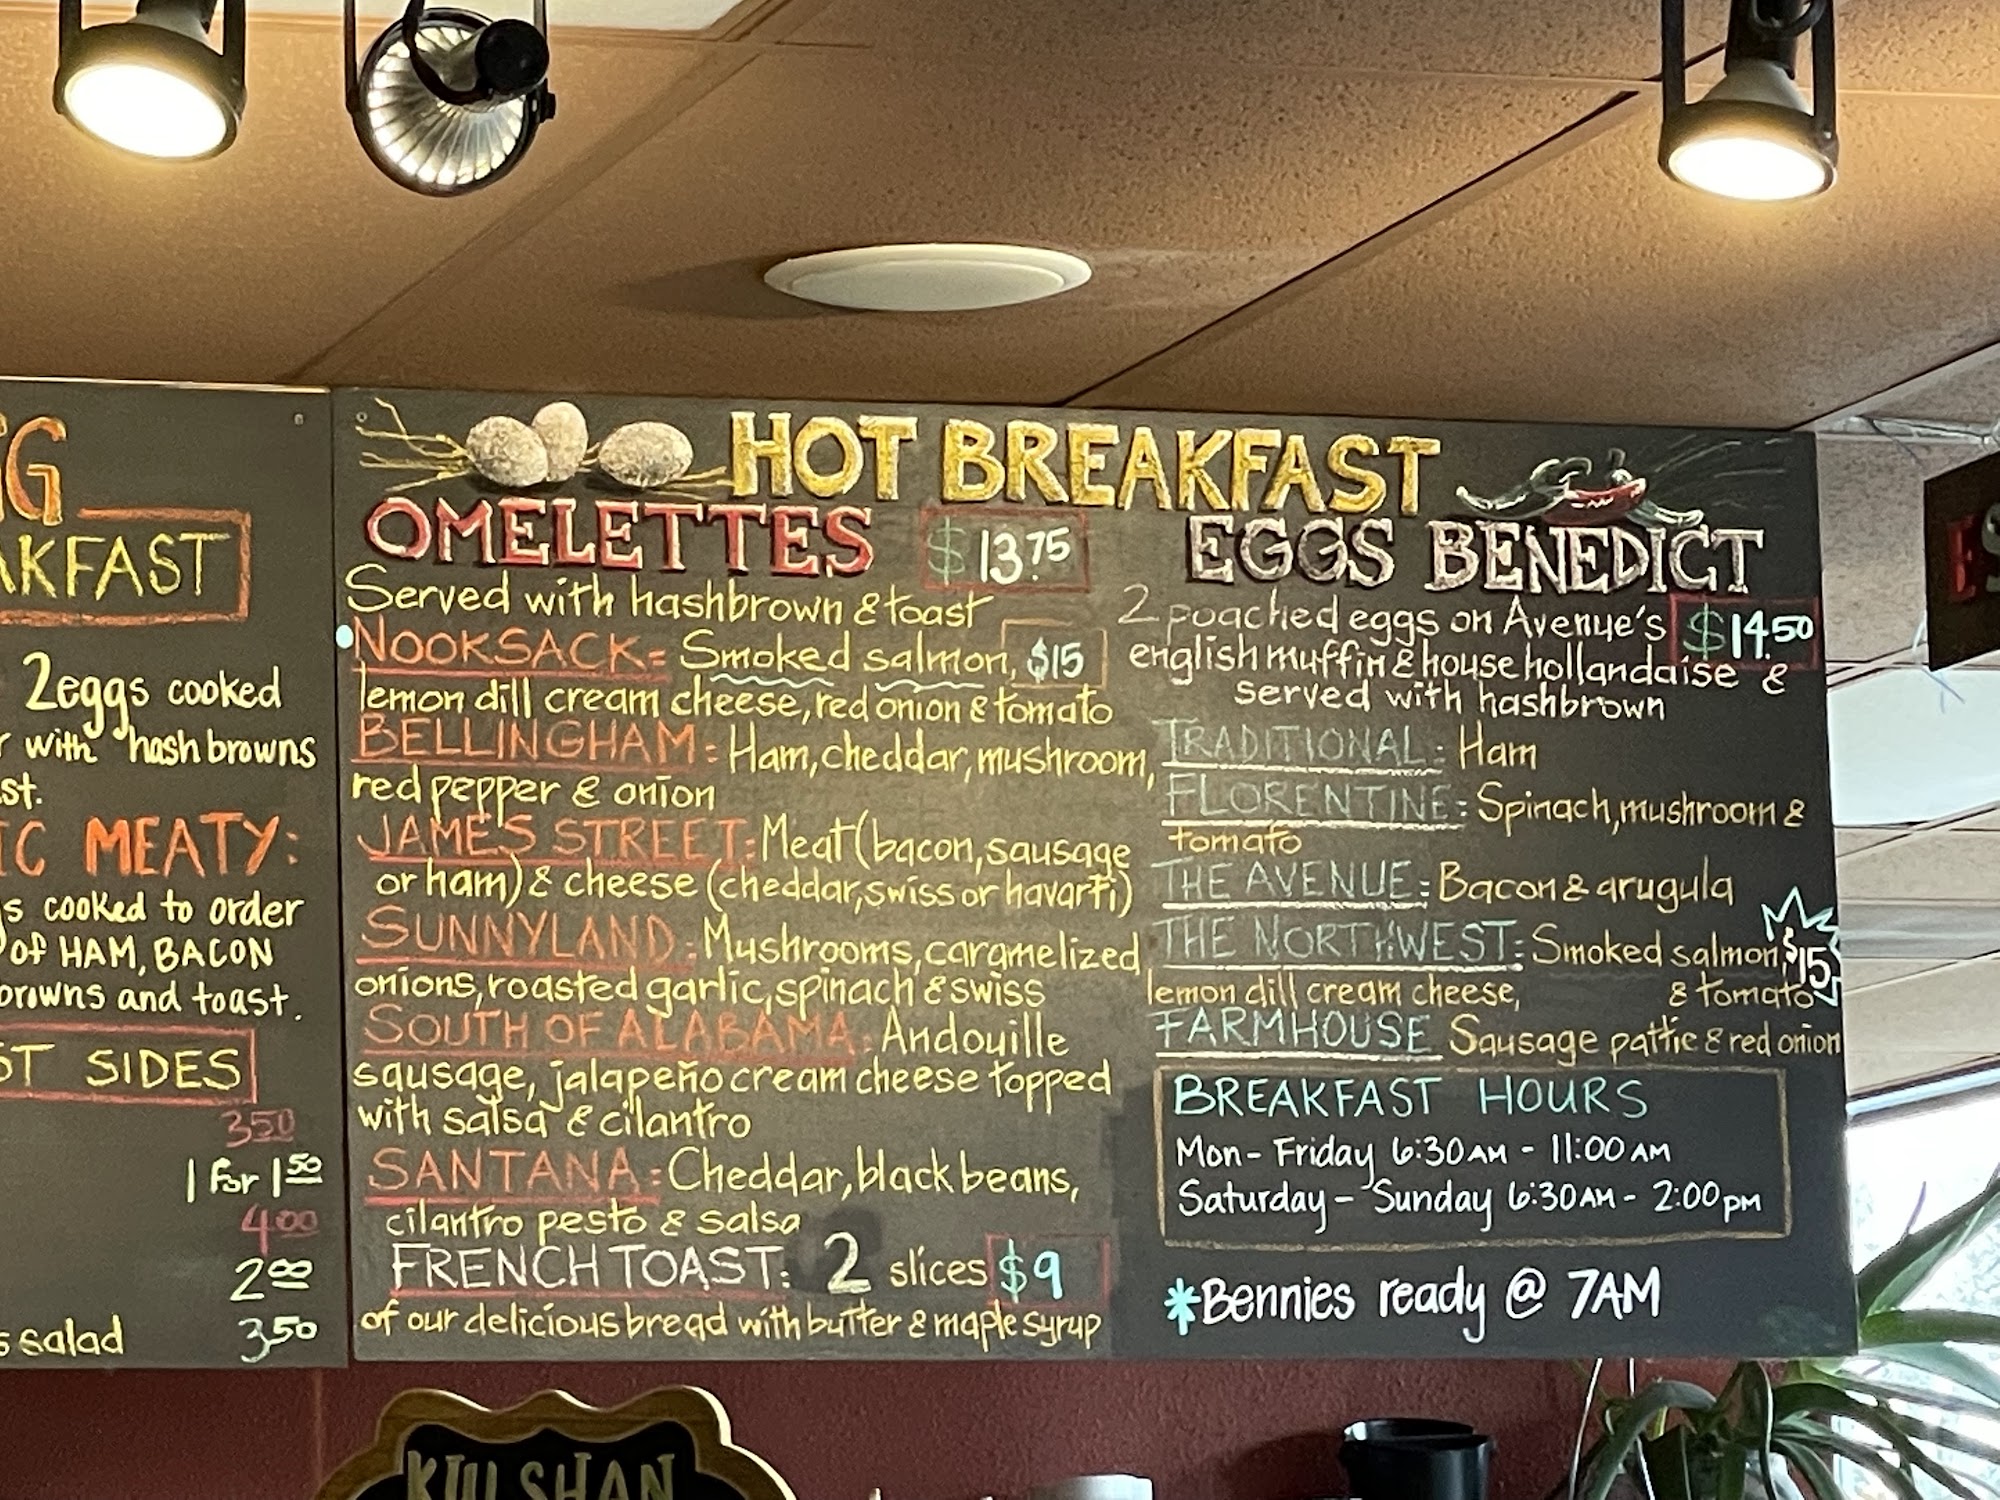 AKFAST
2 eggs cooked
with hash browns
MEATY:
cooked to order
of HAM, BACON
and toast.
SIDES
3.50
1 For 1.50
4.00
2.00
salad 3.50
HOT BREAKFAST
OMELETTES $13.75
Served with hashbrown & toast
NOOKSACK: Smoked salmon, $15
lemon dill cream cheese, red onion & tomato
BELLINGHAM: Ham, cheddar, mushroom,
red pepper & onion
JAMES STREET: Meat (bacon, sausage
or ham) & cheese (cheddar, swiss or havarti)
SUNNYLAND: Mushrooms, caramelized
onions, roasted garlic, spinach & swiss
SOUTH OF ALABAMA: Andouille
sausage, jalapeño cream cheese topped
with salsa & cilantro
SANTANA: Cheddar, black beans,
cilantro pesto & salsa
FRENCH TOAST: 2 slices $9
of our delicious bread with butter & maple syrup
EGGS BENEDICT
2 poached eggs on Avenue's $14.50
english muffin & house hollandaise &
served with hashbrown
TRADITIONAL: Ham
FLORENTINE: Spinach, mushroom &
tomato
THE AVENUE: Bacon & arugula
THE NORTHWEST: Smoked salmon, $15
lemon dill cream cheese, & tomato
FARMHOUSE Sausage pattie & red onion
BREAKFAST HOURS
Mon - Friday 6:30AM - 11:00AM
Saturday - Sunday 6:30AM - 2:00pm
*Bennies ready @ 7AM
KULSHAN